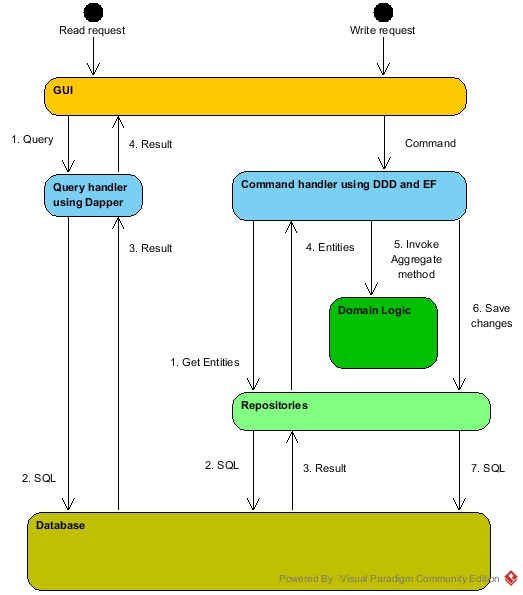 Read request
Write request
GUI
1. Query
4. Result
Command
Query handler
using Dapper
Command handler using DDD and EF
3. Result
4. Entities
5. Invoke
Aggregate
method
Domain Logic
6. Save
changes
1. Get Entities
Repositories
2. SQL
2. SQL
3. Result
7. SQL
Database
Powered By Visual Paradigm Community Edition